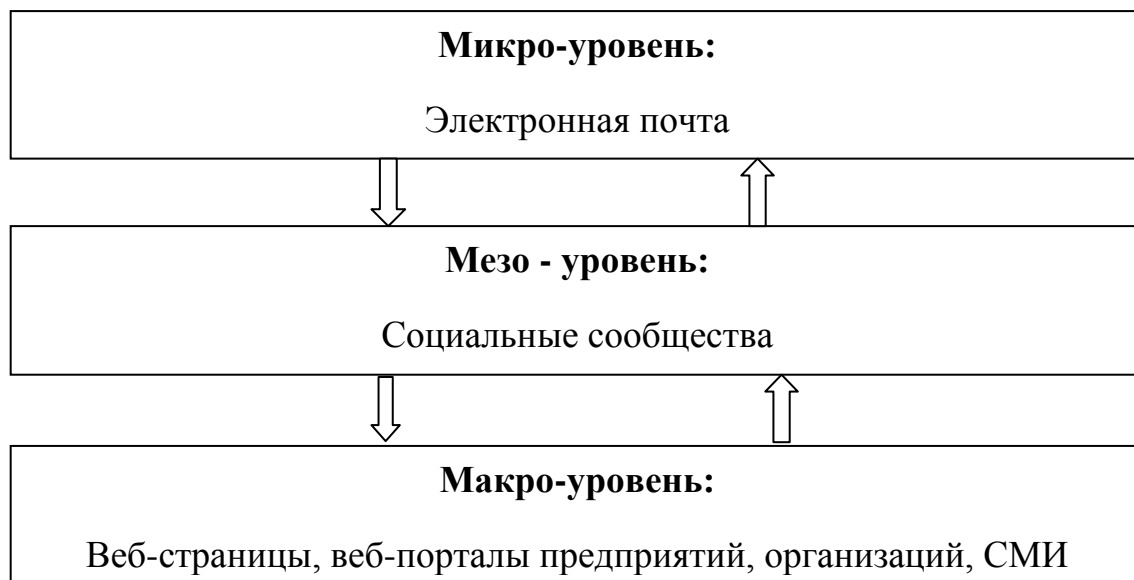 Микро-уровень:
Электронная почта
Мезо - уровень:
Социальные сообщества
Макро-уровень:
Веб-страницы, веб-порталы предприятий, организаций, СМИ